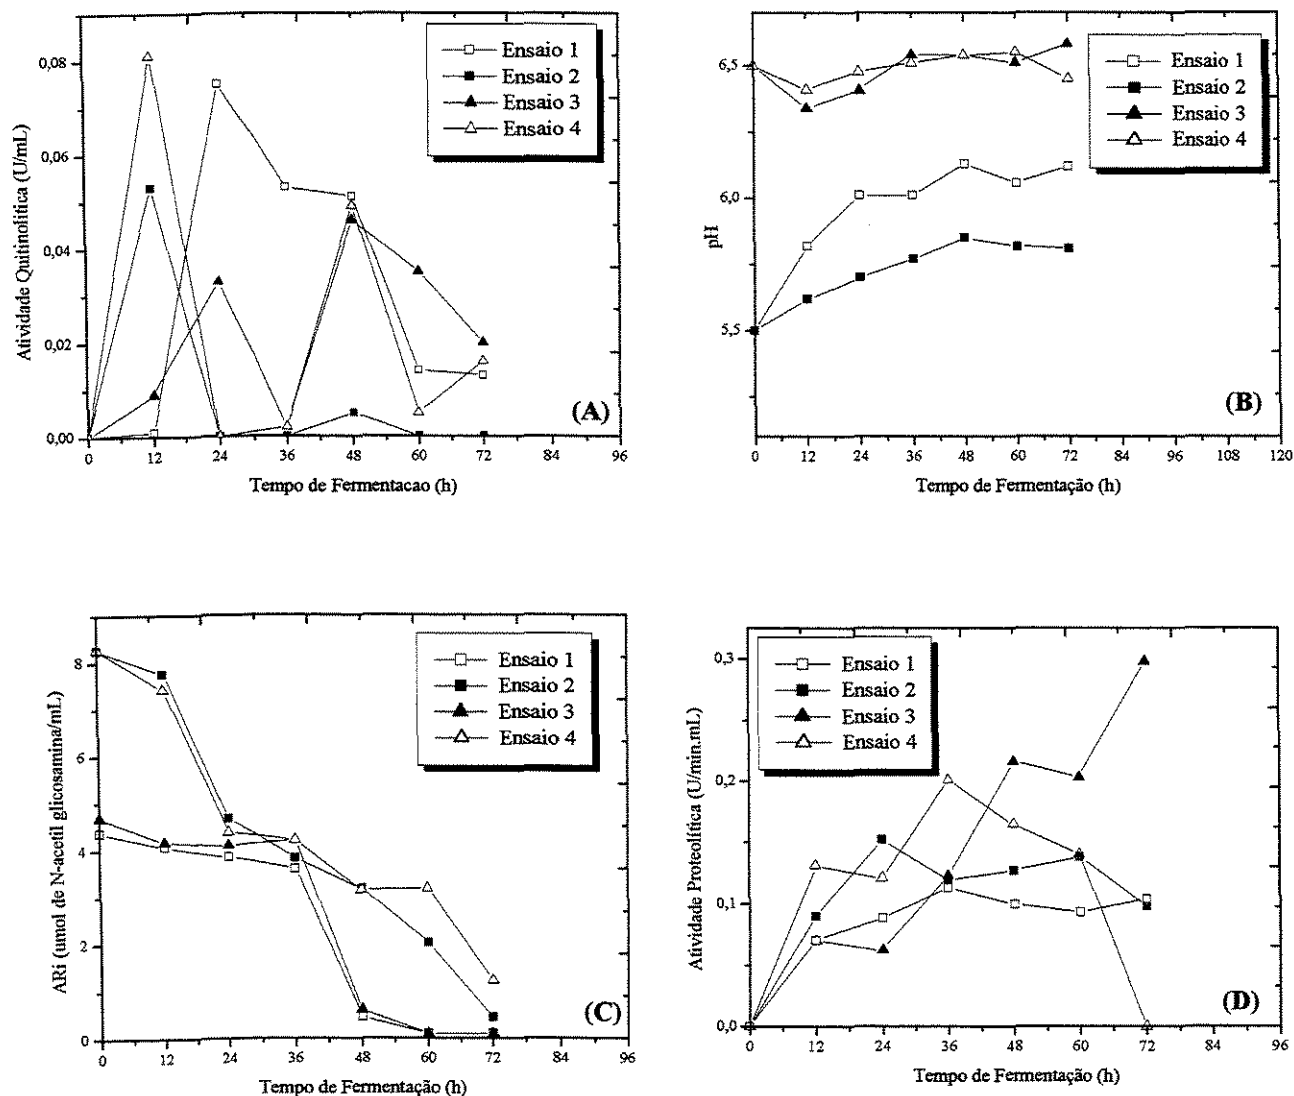 Atividade Quitinolítica (U/mL)
0,08
0,06
0,04
0,02
0,00
Ensaio 1
Ensaio 2
Ensaio 3
Ensaio 4
(A)
0 12 24 36 48 60 72 84 96
Tempo de Fermentacao (h)
pH
6,5
6,0
5,5
Ensaio 1
Ensaio 2
Ensaio 3
Ensaio 4
(B)
0 12 24 36 48 60 72 84 96 108 120
Tempo de Fermentação (h)
ARi (umol de N-acetil glicosamina/mL)
8
6
4
2
0
Ensaio 1
Ensaio 2
Ensaio 3
Ensaio 4
(C)
0 12 24 36 48 60 72 84 96
Tempo de Fermentação (h)
Atividade Proteolítica (U/min.mL)
0,3
0,2
0,1
0,0
Ensaio 1
Ensaio 2
Ensaio 3
Ensaio 4
(D)
0 12 24 36 48 60 72 84 96
Tempo de Fermentação (h)